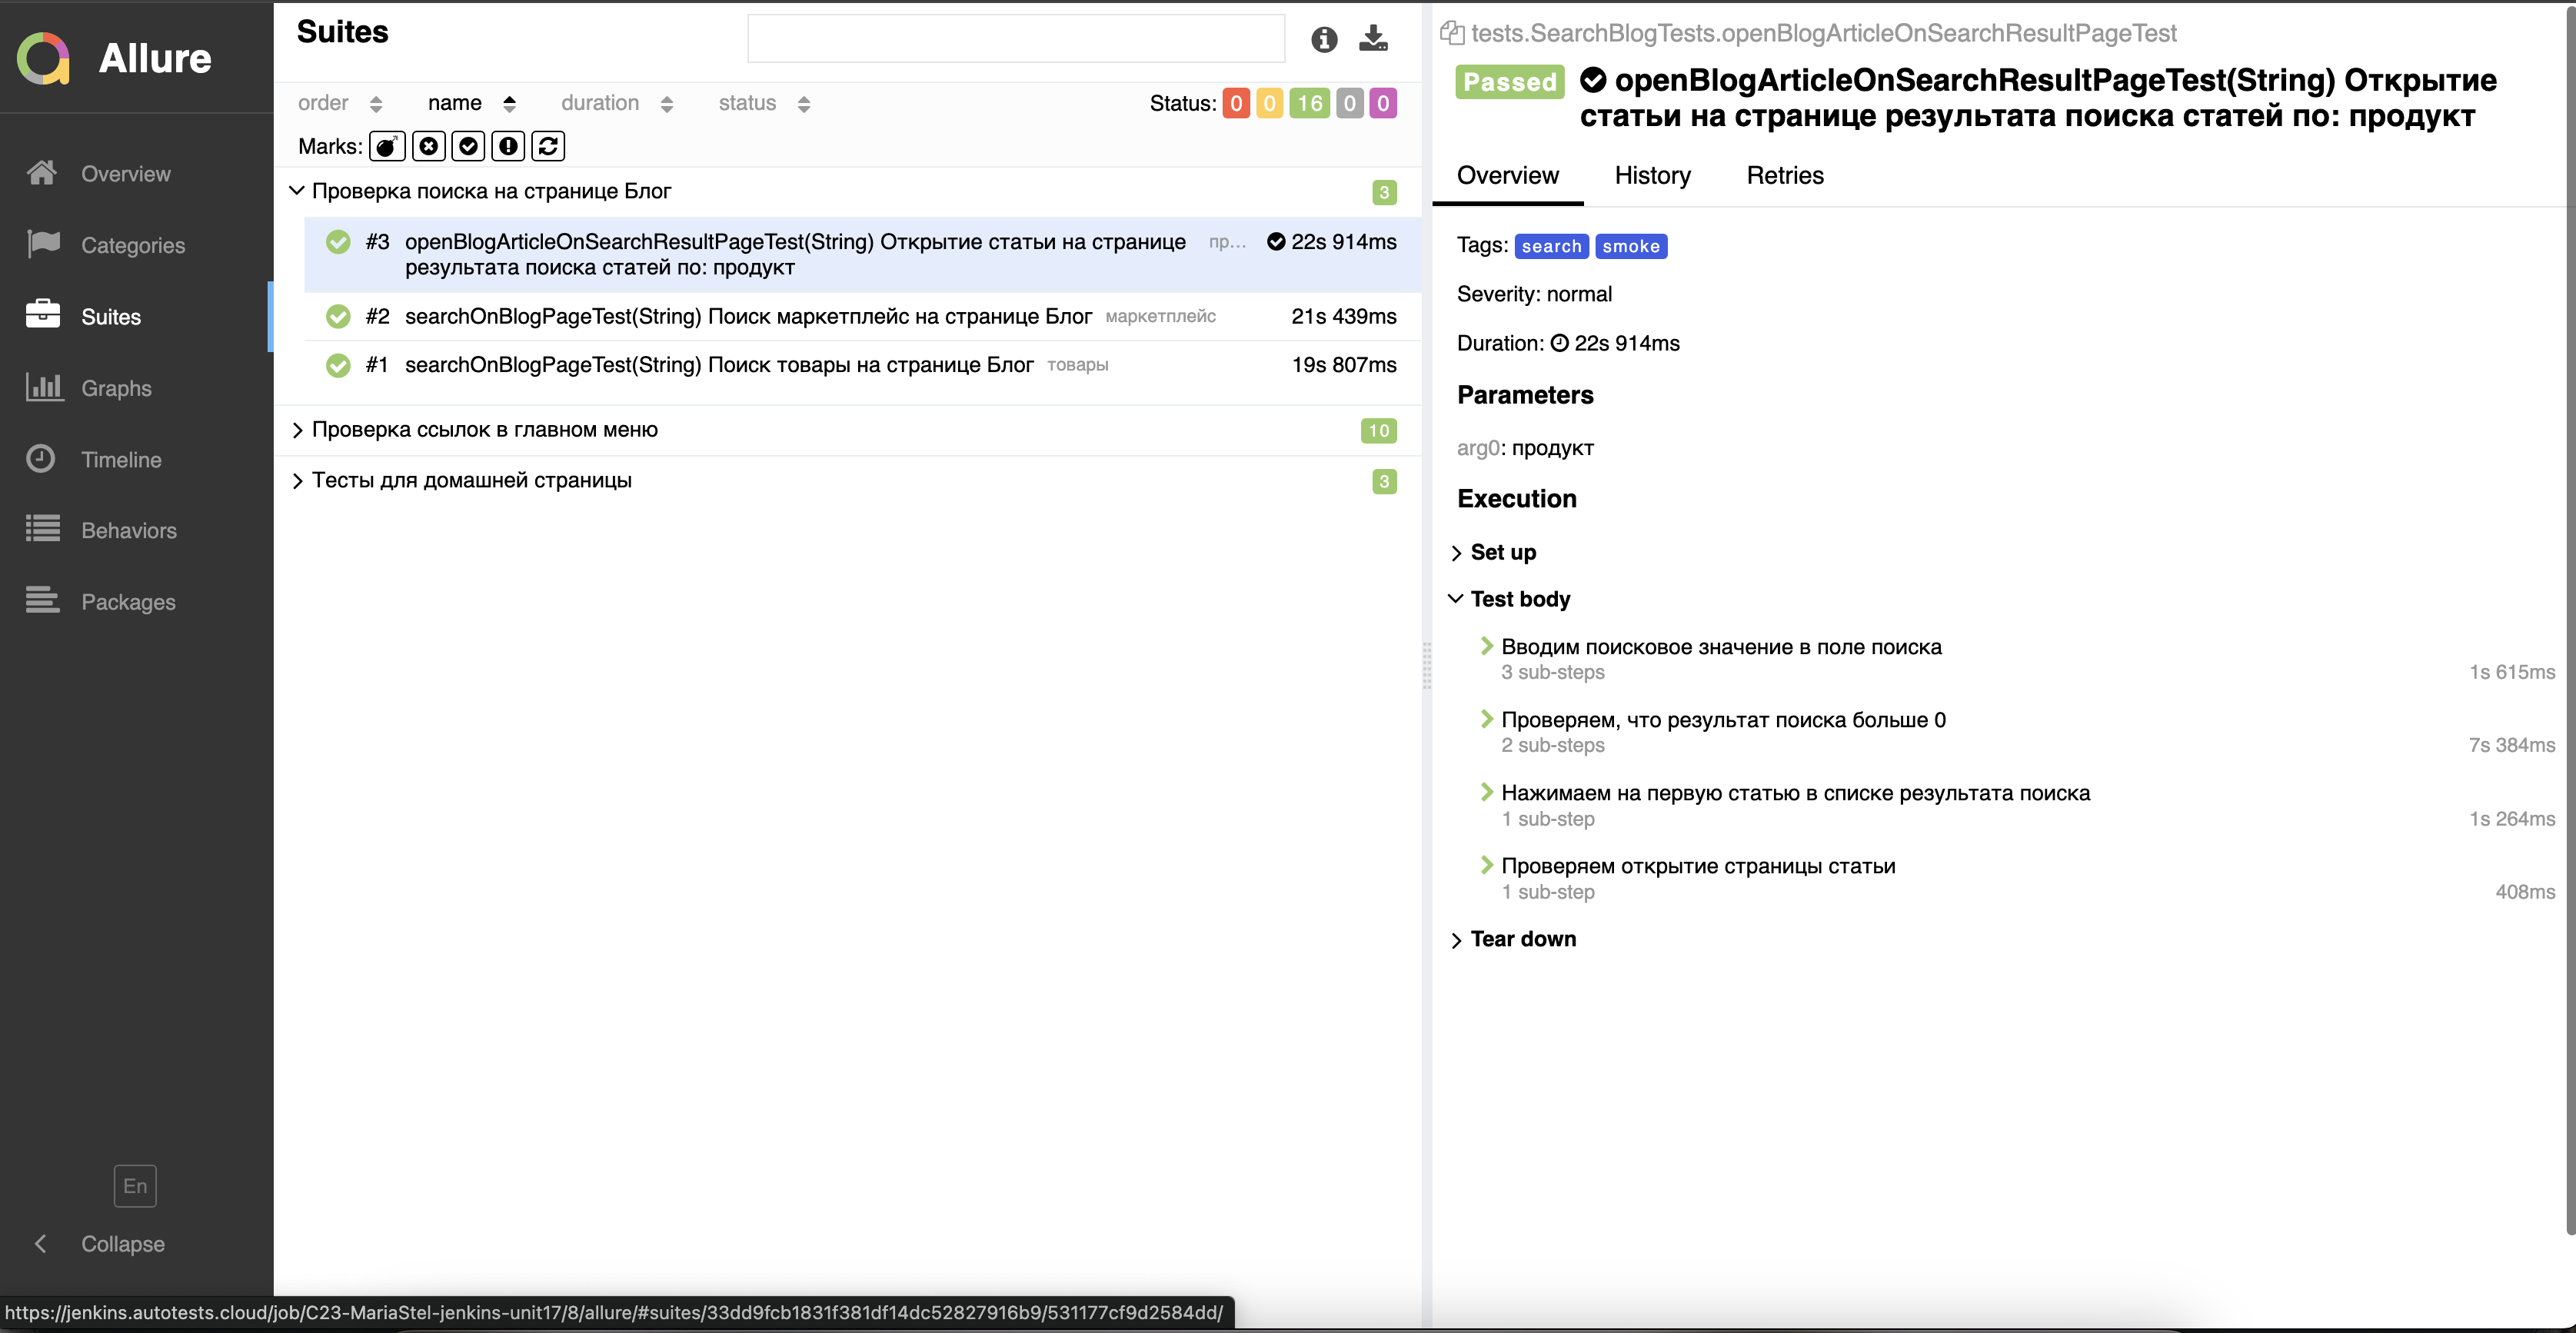 Allure
Overview
Categories
Suites
Graphs
Timeline
Behaviors
Packages
En
Collapse
Suites
order name duration status
Status: 0 0 16 0 0
Marks:
Проверка поиска на странице Блог 3
#3 openBlogArticleOnSearchResultPageTest(String) Открытие статьи на странице пр... 22s 914ms
результата поиска статей по: продукт
#2 searchOnBlogPageTest(String) Поиск маркетплейс на странице Блог маркетплейс 21s 439ms
#1 searchOnBlogPageTest(String) Поиск товары на странице Блог товары 19s 807ms
Проверка ссылок в главном меню 10
Тесты для домашней страницы 3
tests.SearchBlogTests.openBlogArticleOnSearchResultPageTest
Passed openBlogArticleOnSearchResultPageTest(String) Открытие
статьи на странице результата поиска статей по: продукт
Overview History Retries
Tags: search smoke
Severity: normal
Duration: 22s 914ms
Parameters
arg0: продукт
Execution
Set up
Test body
Вводим поисковое значение в поле поиска
3 sub-steps 1s 615ms
Проверяем, что результат поиска больше 0
2 sub-steps 7s 384ms
Нажимаем на первую статью в списке результата поиска
1 sub-step 1s 264ms
Проверяем открытие страницы статьи
1 sub-step 408ms
Tear down
https://jenkins.autotests.cloud/job/C23-MariaStel-jenkins-unit17/8/allure/#suites/33dd9fcb1831f381df14dc52827916b9/531177cf9d2584dd/